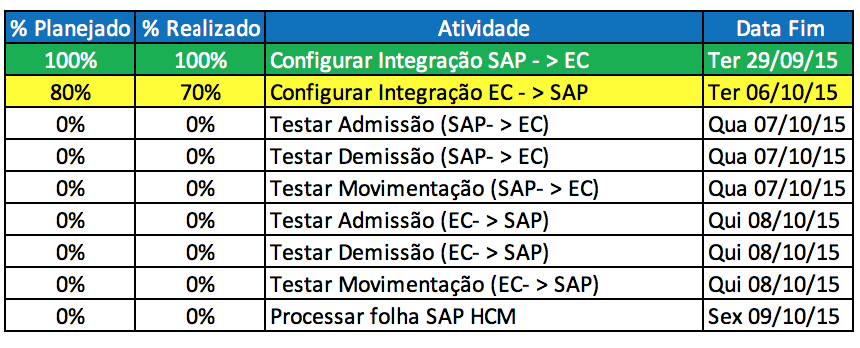 % Planejado % Realizado Atividade Data Fim
100% 100% Configurar Integração SAP - > EC Ter 29/09/15
80% 70% Configurar Integração EC - > SAP Ter 06/10/15
0% 0% Testar Admissão (SAP- > EC) Qua 07/10/15
0% 0% Testar Demissão (SAP- > EC) Qua 07/10/15
0% 0% Testar Movimentação (SAP- > EC) Qua 07/10/15
0% 0% Testar Admissão (EC- > SAP) Qui 08/10/15
0% 0% Testar Demissão (EC- > SAP) Qui 08/10/15
0% 0% Testar Movimentação (EC- > SAP) Qui 08/10/15
0% 0% Processar folha SAP HCM Sex 09/10/15